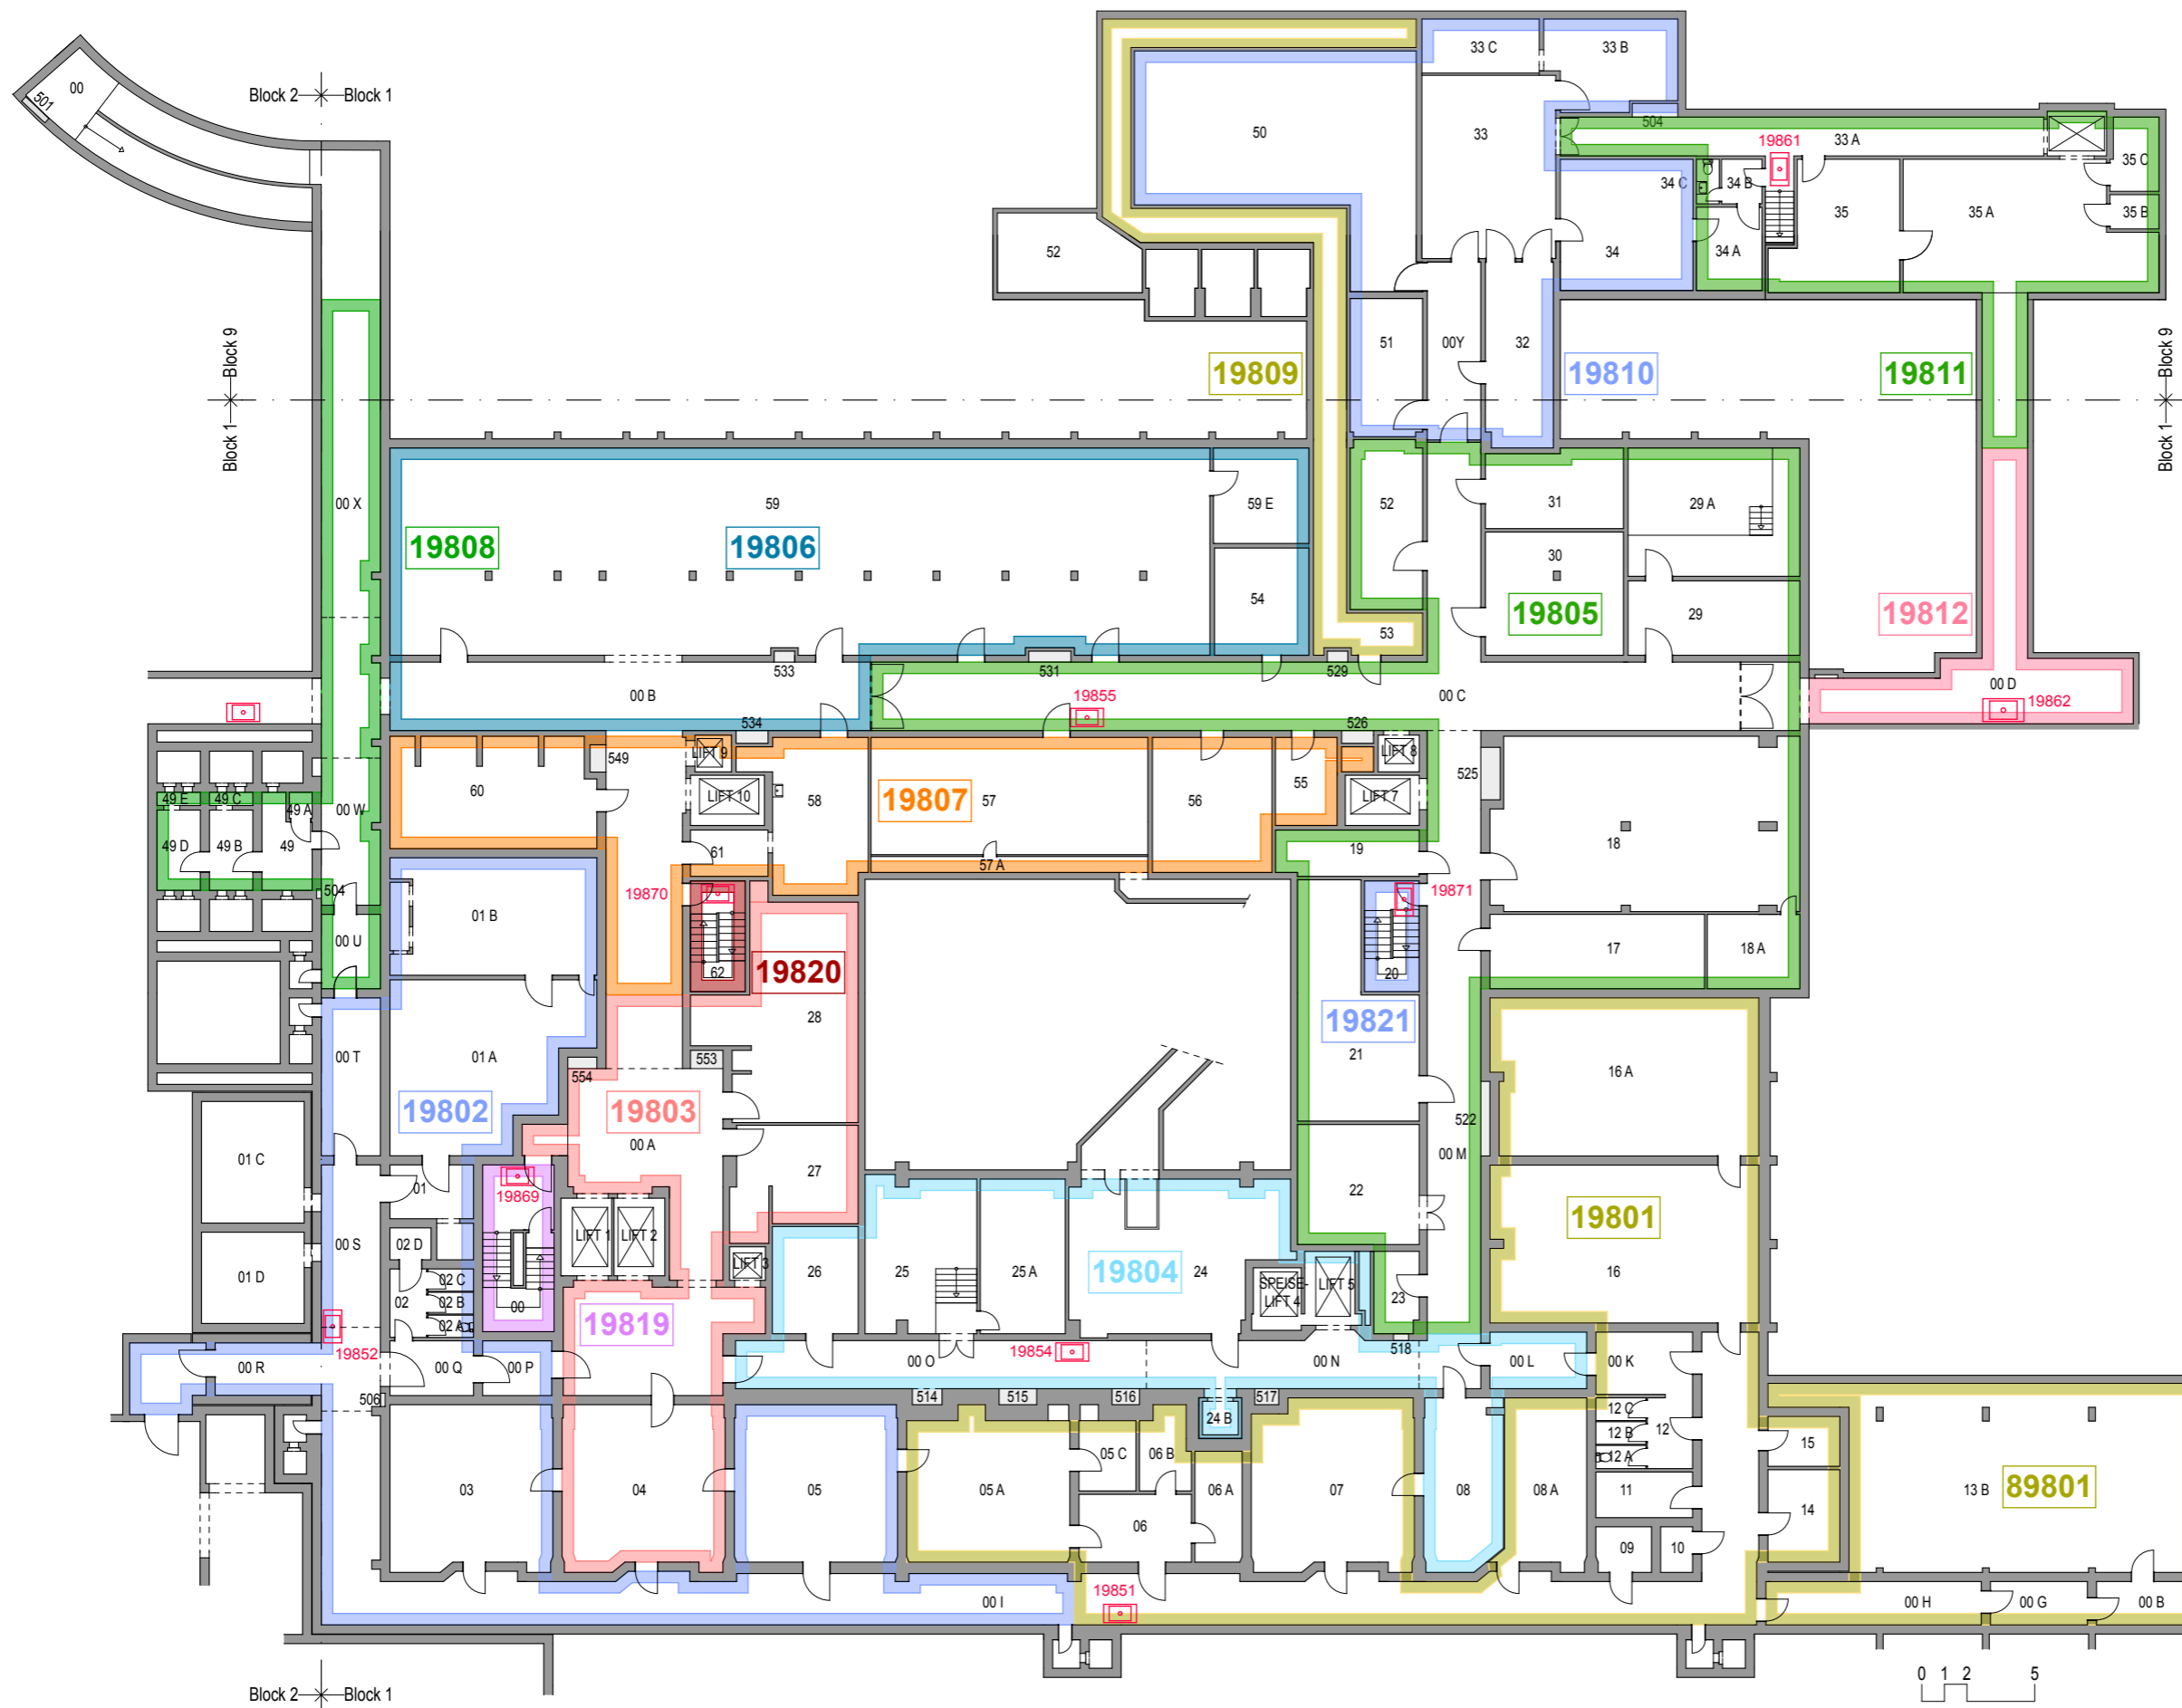 33 C
33 B
00
501
Block 2
Block 1
50
33
504
33 A
19861
35 C
34 C
34 B
35
35 A
35 B
34 A
34
52
51
00Y
32
19809
19810
19811
Block 9
Block 1
Block 9
Block 1
00 X
59
59 E
52
31
29 A
19808
19806
30
54
19805
29
19812
53
533
531
529
00 B
00 C
00 D
19855
19862
534
526
549
LIFT 9
LIFT 8
525
60
LIFT 10
58
19807
57
56
55
LIFT 7
49 E
49 C
49 A
00 W
49 D
49 B
49
61
57 A
19
18
504
19870
19871
01 B
00 U
62
19820
20
17
18 A
28
19821
00 T
01 A
553
21
16 A
554
19802
19803
522
01 C
00 A
27
00 M
01
19869
22
19801
00 S
02 D
LIFT 1
LIFT 2
LIFT 3
26
25
25 A
19804
24
SPEISE-
LIFT 4
LIFT 5
16
01 D
02 C
02
02 B
02 A
00
19819
23
19852
00 R
00 Q
00 P
00 O
19854
00 N
518
00 L
00 K
506
514
515
516
517
24 B
12 C
12 B
12
12 A
15
03
04
05
05 A
05 C
06 B
06 A
07
08
08 A
11
14
13 B
89801
06
09
10
00 I
19851
00 H
00 G
00 B
0 1 2 5
Block 2
Block 1